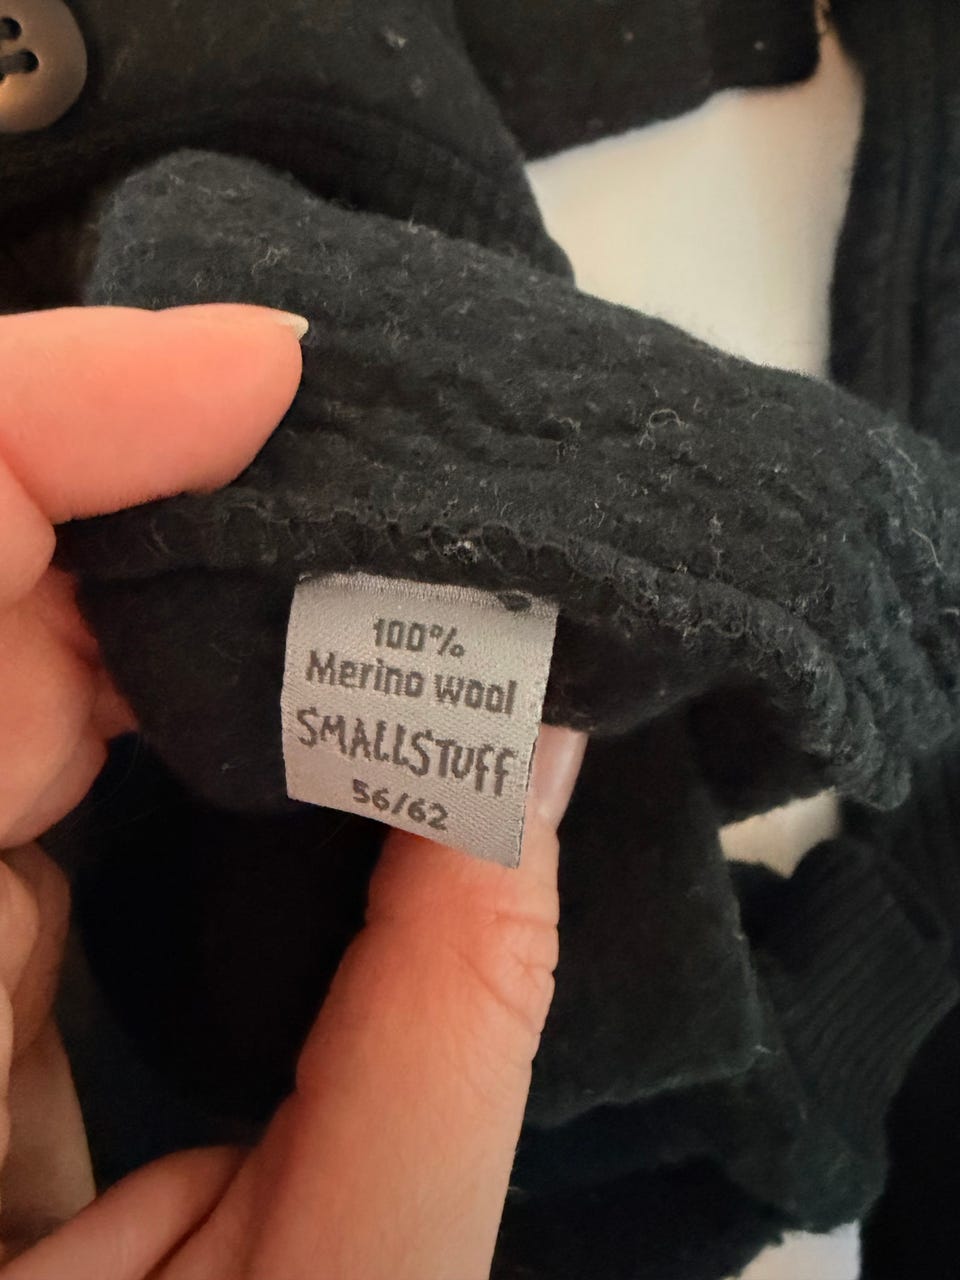 100%
Merino wool
SMALLSTUFF
56/62